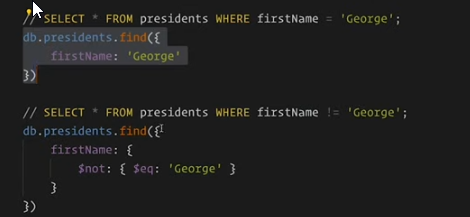 // SELECT * FROM presidents WHERE firstName = 'George';
db.presidents.find({
    firstName: 'George'
})
// SELECT * FROM presidents WHERE firstName != 'George';
db.presidents.find({
    firstName: {
        $not: { $eq: 'George' }
    }
})